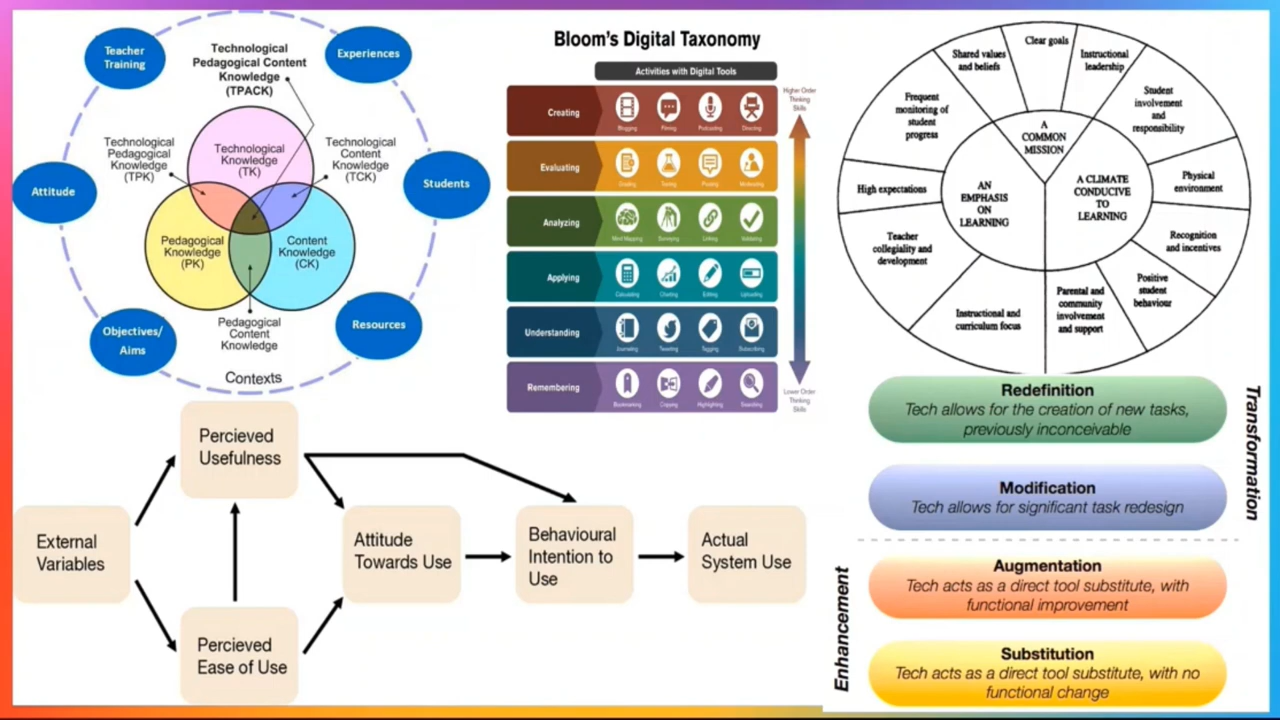 Teacher
Training
Technological
Pedagogical Content
Knowledge
(TPACK)
Experiences
Technological
Pedagogical
Knowledge
(TPK)
Technological
Knowledge
(TK)
Technological
Content
Knowledge
(TCK)
Attitude
Students
Pedagogical
Knowledge
(PK)
Content
Knowledge
(CK)
Objectives/
Aims
Pedagogical
Content
Knowledge
Resources
Contexts
Bloom's Digital Taxonomy
Activities with Digital Tools
Higher Order
Thinking
Skills
Creating
Blogging
Filming
Podcasting
Directing
Evaluating
Grading
Testing
Posting
Moderating
Analyzing
Mind Mapping
Surveying
Linking
Validating
Applying
Calculating
Charting
Editing
Uploading
Understanding
Journaling
Tweeting
Tagging
Subscribing
Remembering
Bookmarking
Copying
Highlighting
Searching
Lower Order
Thinking
Skills
Shared values
and beliefs
Clear goals
Instructional
leadership
Frequent
monitoring of
student
progress
Student
involvement
and
responsibility
A
COMMON
MISSION
High expectations
AN
EMPHASIS
ON
LEARNING
A CLIMATE
CONDUCIVE
TO
LEARNING
Physical
environment
Teacher
collegiality and
development
Recognition
and incentives
Instructional and
curriculum focus
Parental and
community
involvement
and support
Positive
student
behaviour
External
Variables
Percieved
Usefulness
Percieved
Ease of Use
Attitude
Towards Use
Behavioural
Intention to
Use
Actual
System Use
Redefinition
Tech allows for the creation of new tasks,
previously inconceivable
Modification
Tech allows for significant task redesign
Transformation
Augmentation
Tech acts as a direct tool substitute, with
functional improvement
Substitution
Tech acts as a direct tool substitute, with no
functional change
Enhancement